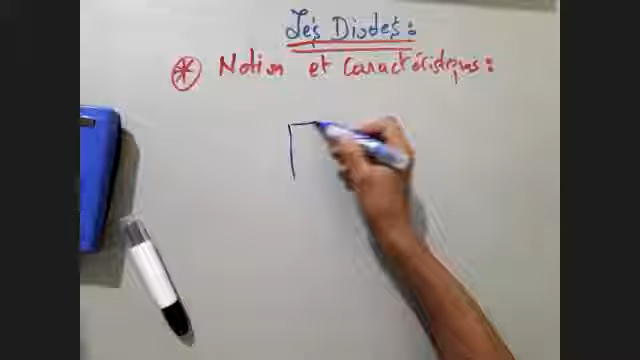 Les Diodes :
* Notion et caractéristiques :